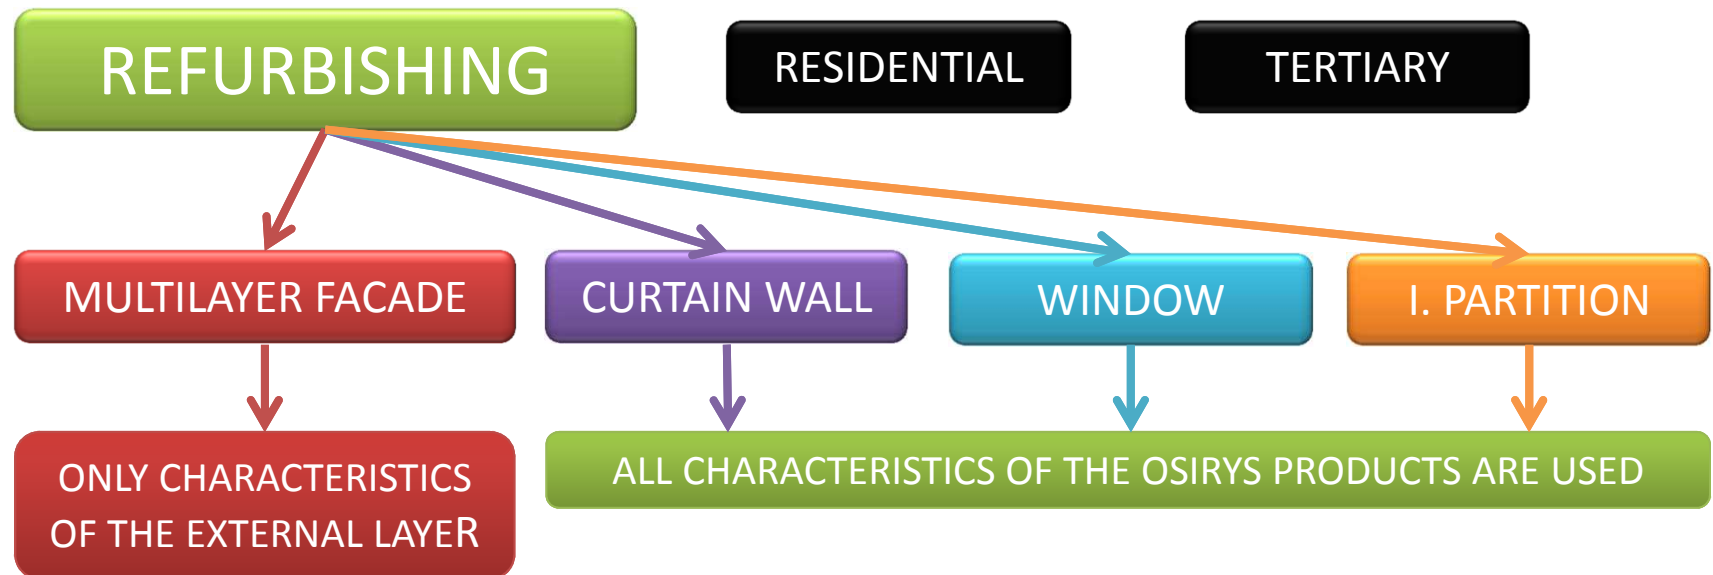 REFURBISHING
RESIDENTIAL
TERTIARY
MULTILAYER FACADE
CURTAIN WALL
WINDOW
I. PARTITION
ONLY CHARACTERISTICS
OF THE EXTERNAL LAYER
ALL CHARACTERISTICS OF THE OSIRYS PRODUCTS ARE USED